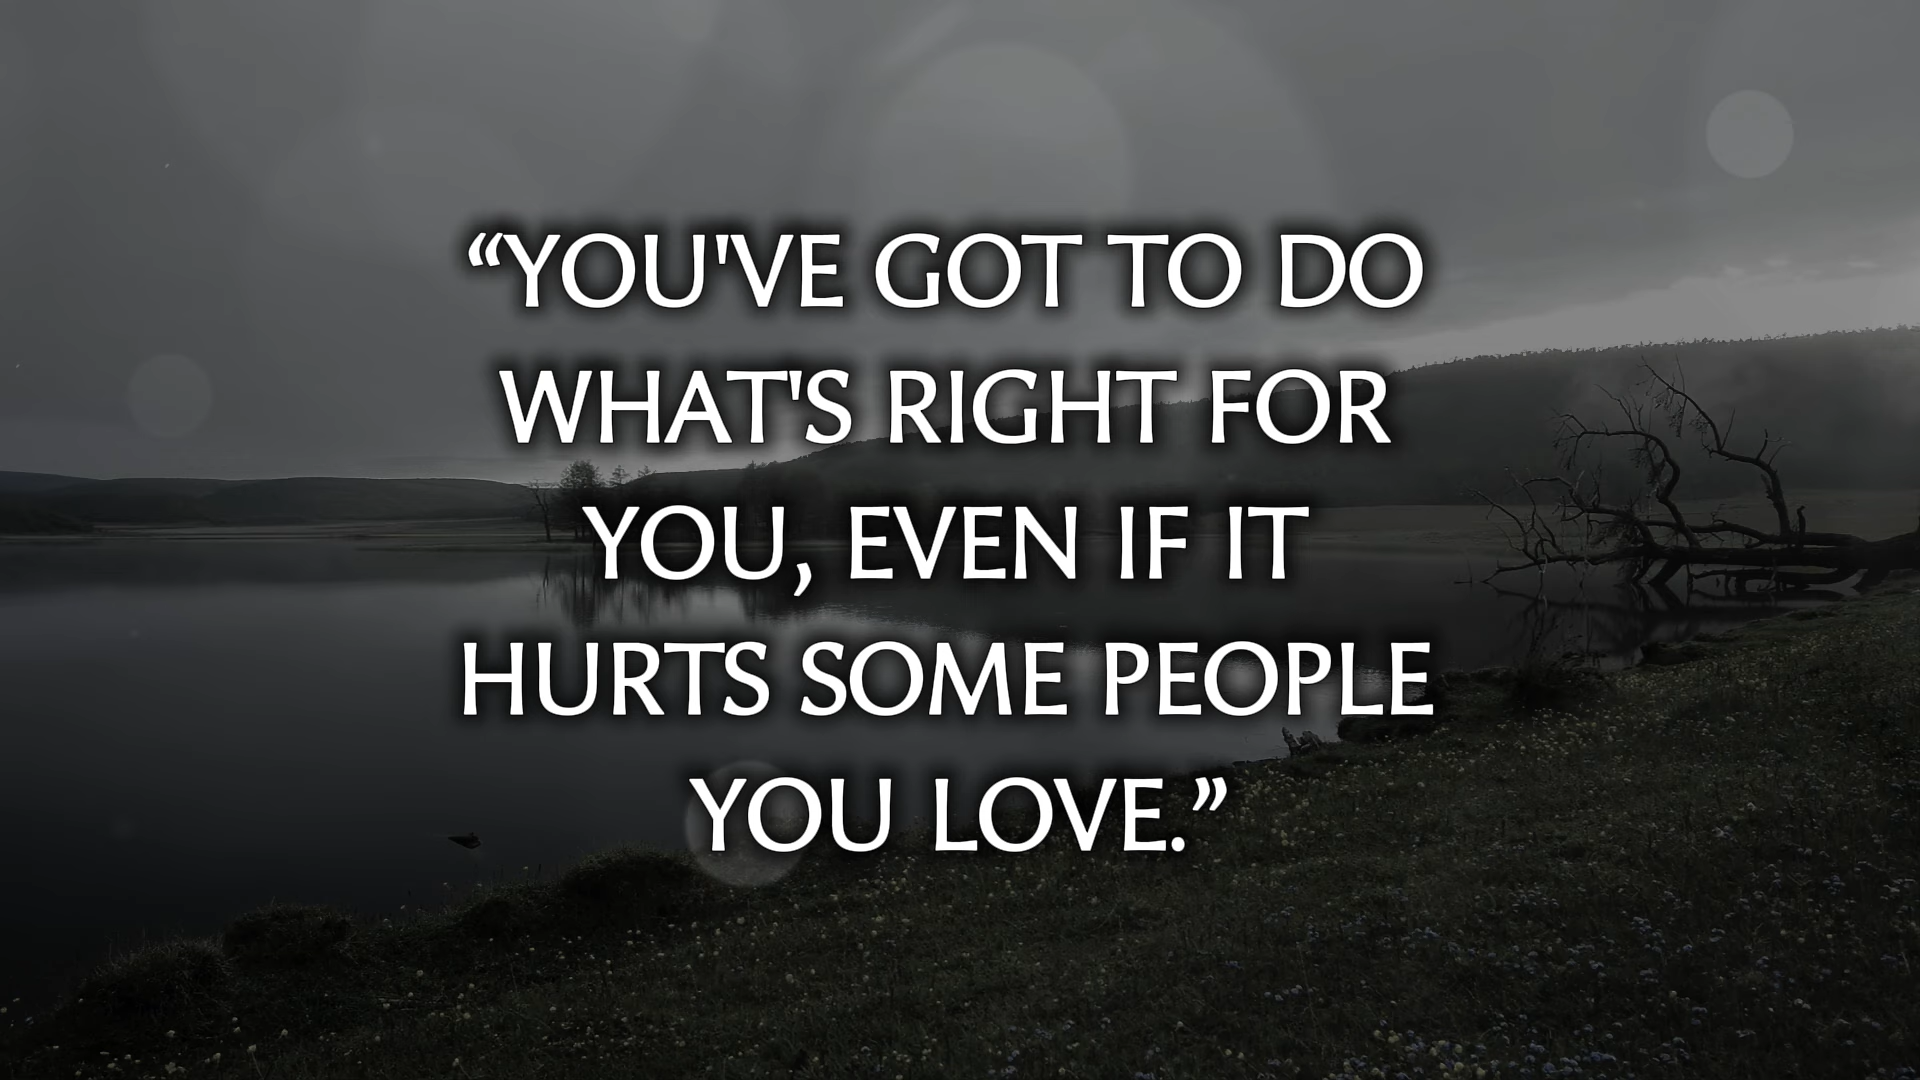 “YOU'VE GOT TO DO
WHAT'S RIGHT FOR
YOU, EVEN IF IT
HURTS SOME PEOPLE
YOU LOVE.”